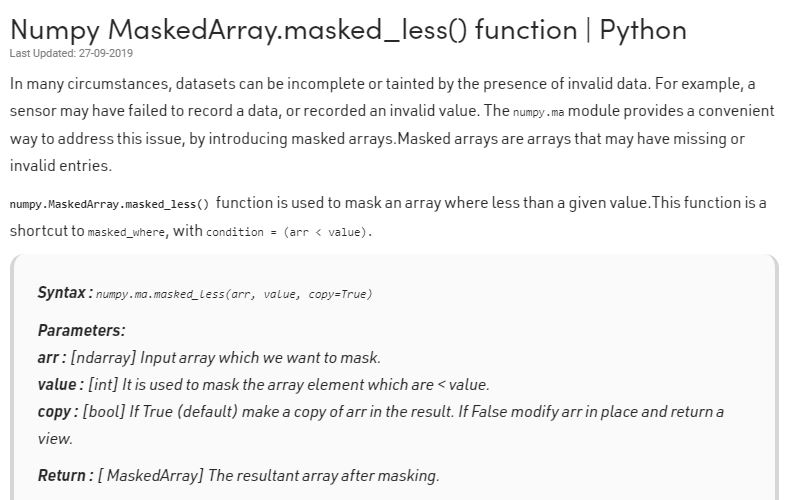 Numpy MaskedArray.masked_less() function | Python
Last Updated: 27-09-2019
In many circumstances, datasets can be incomplete or tainted by the presence of invalid data. For example, a
sensor may have failed to record a data, or recorded an invalid value. The numpy.ma module provides a convenient
way to address this issue, by introducing masked arrays.Masked arrays are arrays that may have missing or
invalid entries.
numpy.MaskedArray.masked_less() function is used to mask an array where less than a given value.This function is a
shortcut to masked_where, with condition = (arr < value).
Syntax : numpy.ma.masked_less(arr, value, copy=True)
Parameters:
arr : [ndarray] Input array which we want to mask.
value : [int] It is used to mask the array element which are < value.
copy : [bool] If True (default) make a copy of arr in the result. If False modify arr in place and return a
view.
Return : [ MaskedArray] The resultant array after masking.